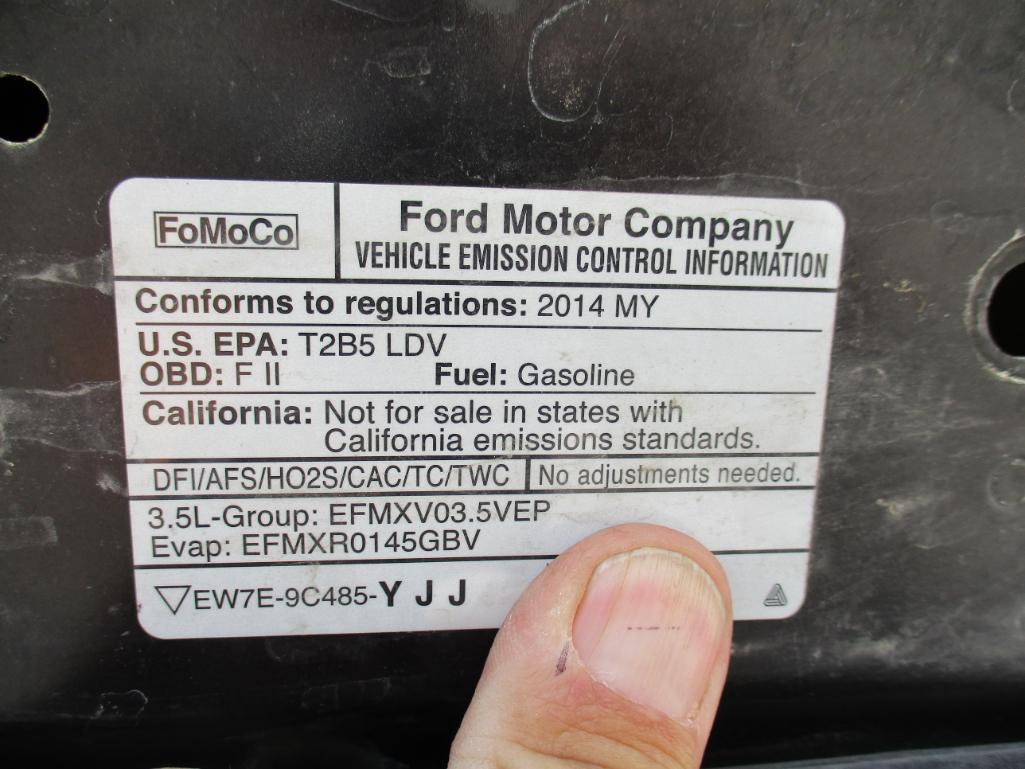 FoMoCo
Ford Motor Company
VEHICLE EMISSION CONTROL INFORMATION
Conforms to regulations: 2014 MY
U.S. EPA: T2B5 LDV
OBD: F II Fuel: Gasoline
California: Not for sale in states with
California emissions standards.
DFI/AFS/HO2S/CAC/TC/TWC No adjustments needed.
3.5L-Group: EFMXV03.5VEP
Evap: EFMXR0145GBV
EW7E-9C485-YJJ